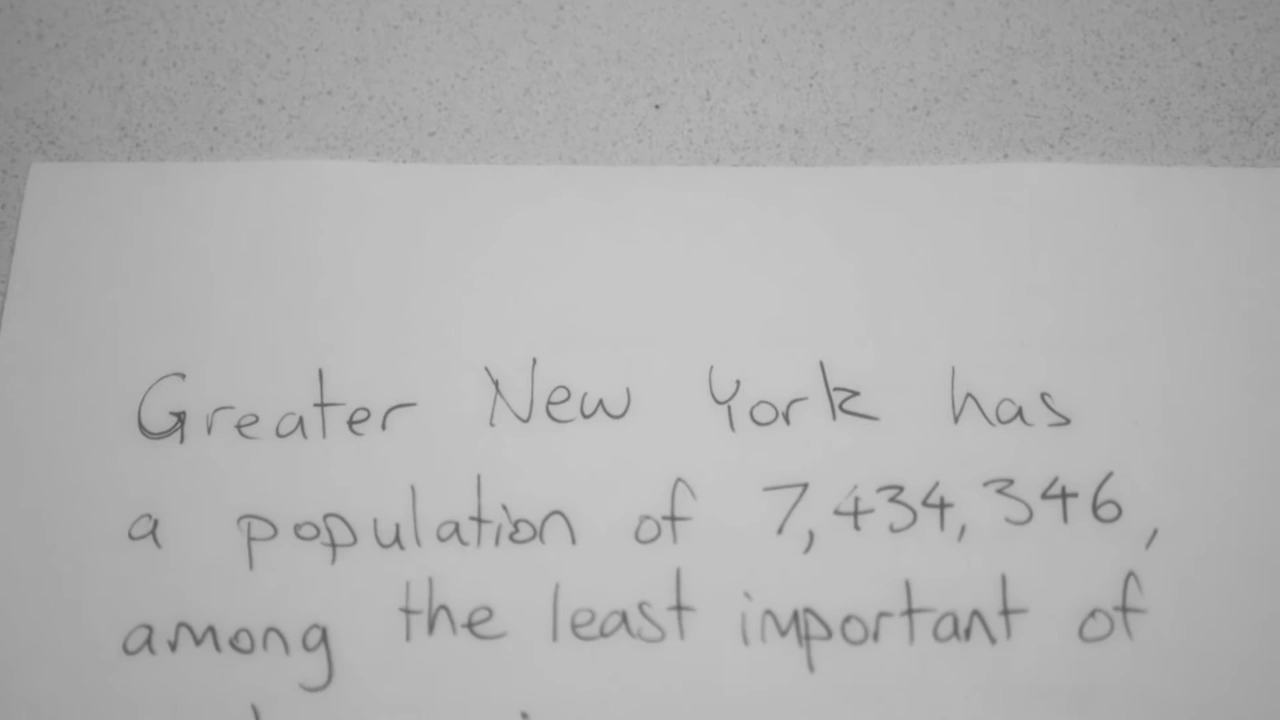 Greater New York has
a population of 7,434,346,
among the least important of